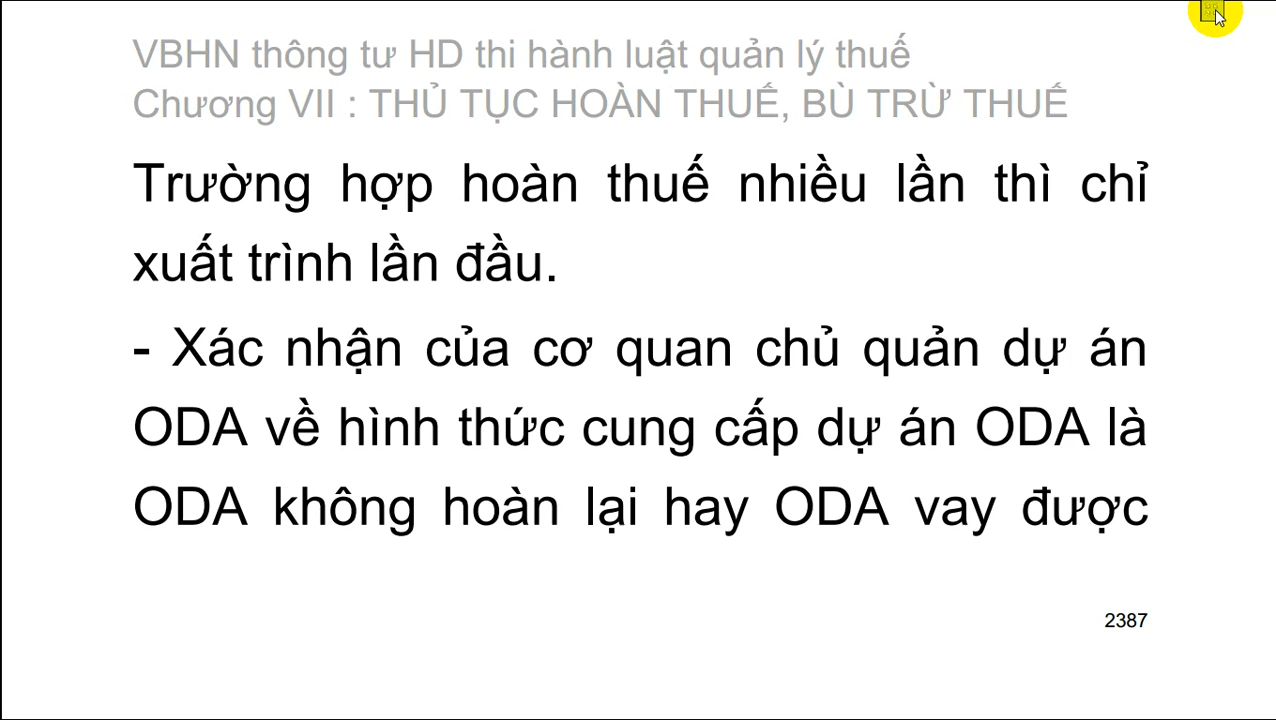 VBHN thông tư HD thi hành luật quản lý thuế
Chương VII : THỦ TỤC HOÀN THUẾ, BÙ TRỪ THUẾ
Trường hợp hoàn thuế nhiều lần thì chỉ
xuất trình lần đầu.
- Xác nhận của cơ quan chủ quản dự án
ODA về hình thức cung cấp dự án ODA là
ODA không hoàn lại hay ODA vay được
2387